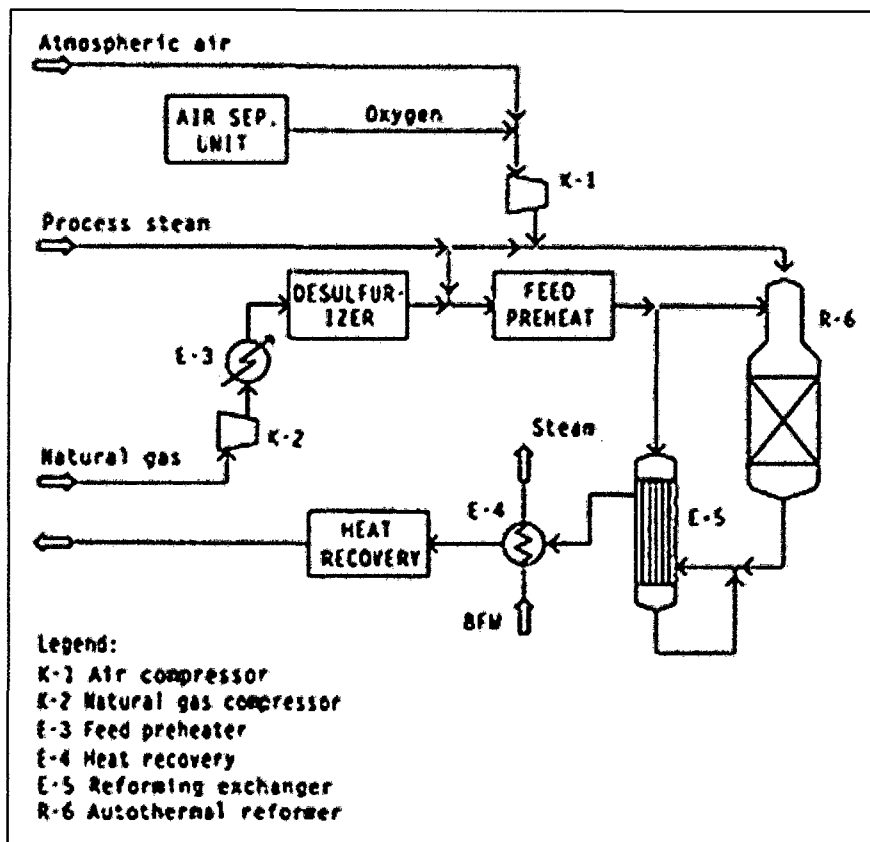 Atmospheric air
AIR SEP.
UNIT
Oxygen
K-1
Process steam
DESULFUR-
IZER
FEED
PREHEAT
R-6
E-3
K-2
Natural gas
Steam
E-4
E-5
HEAT
RECOVERY
BFW
Legend:
K-1 Air compressor
K-2 Natural gas compressor
E-3 Feed preheater
E-4 Heat recovery
E-5 Reforming exchanger
R-6 Autothermal reformer